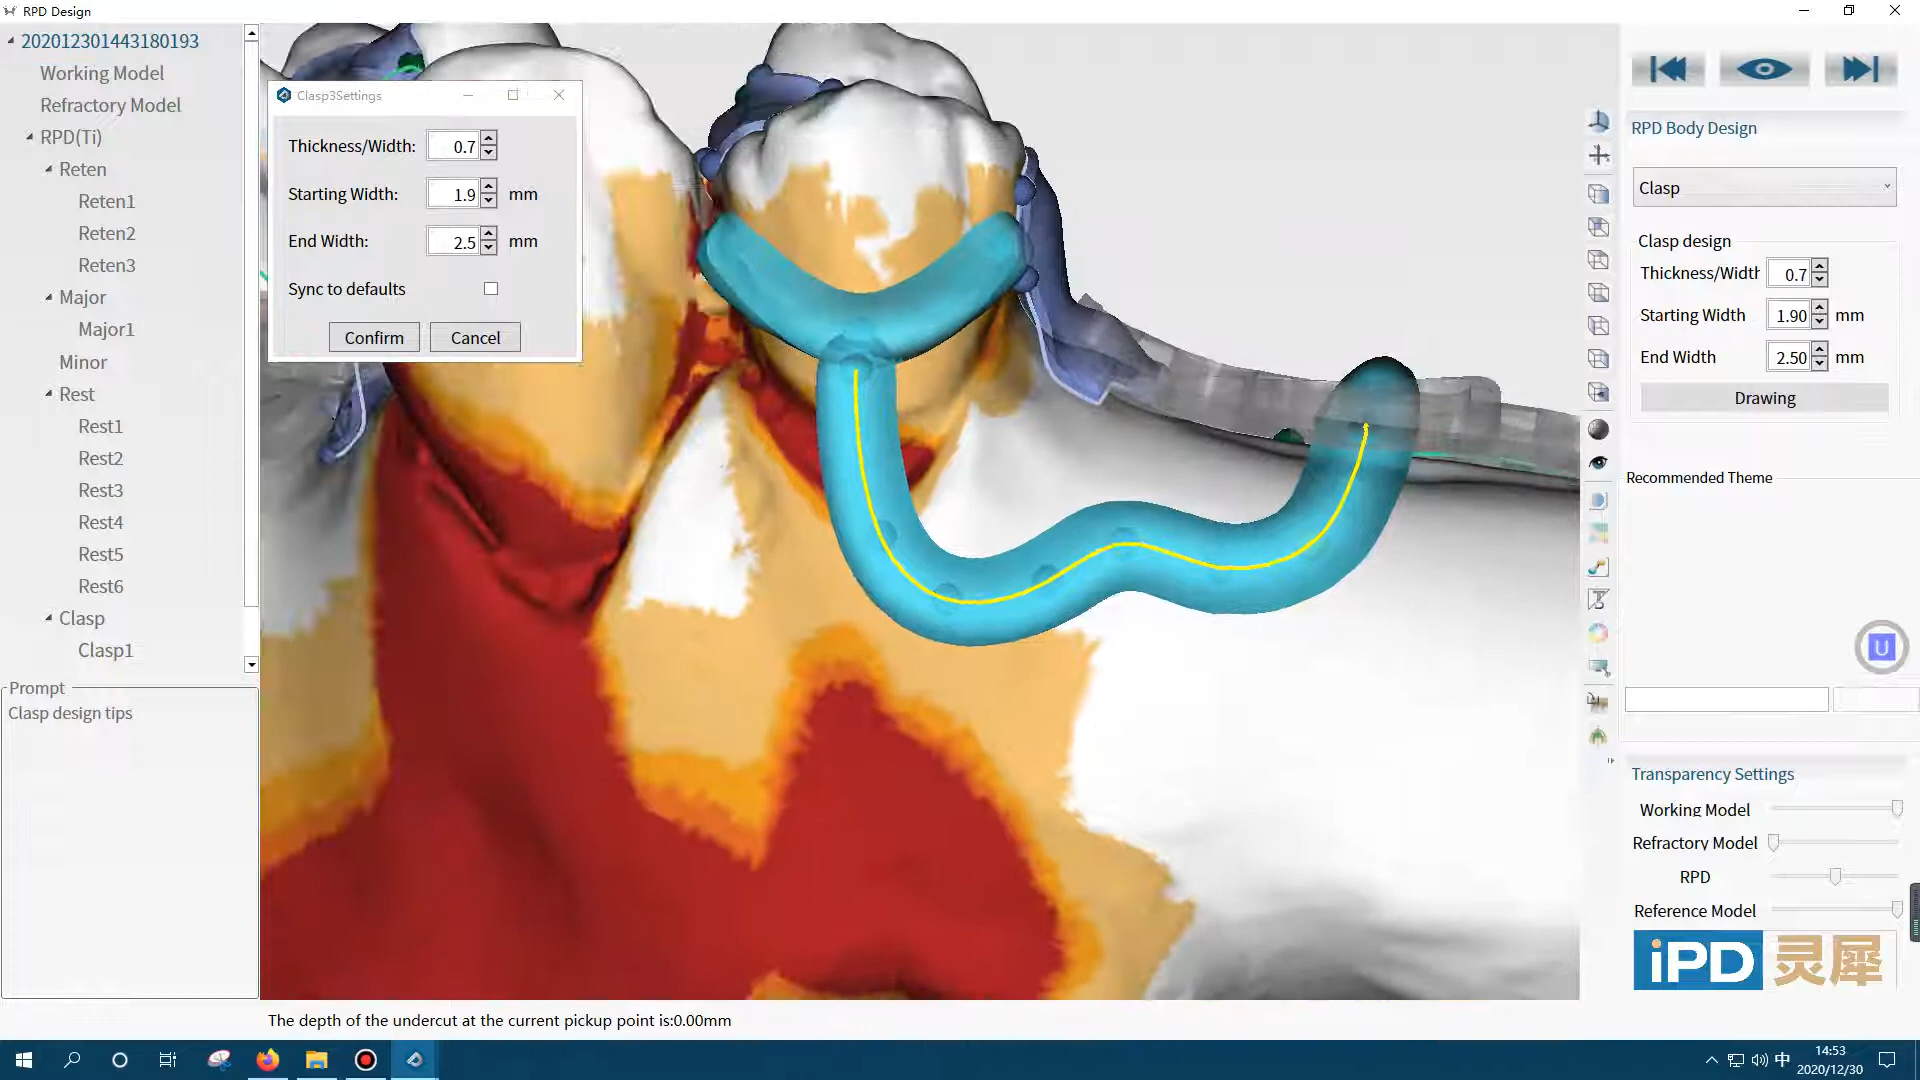 RPD Design
202012301443180193
Working Model
Refractory Model
RPD(Ti)
Reten
Reten1
Reten2
Reten3
Major
Major1
Minor
Rest
Rest1
Rest2
Rest3
Rest4
Rest5
Rest6
Clasp
Clasp1
Prompt
Clasp design tips
Clasp3Settings
Thickness/Width: 0.7
Starting Width: 1.9 mm
End Width: 2.5 mm
Sync to defaults
Confirm Cancel
RPD Body Design
Clasp
Clasp design
Thickness/Width 0.7
Starting Width 1.90 mm
End Width 2.50 mm
Drawing
Recommended Theme
U
Transparency Settings
Working Model
Refractory Model
RPD
Reference Model
iPD 灵犀
The depth of the undercut at the current pickup point is:0.00mm
中
14:53
2020/12/30